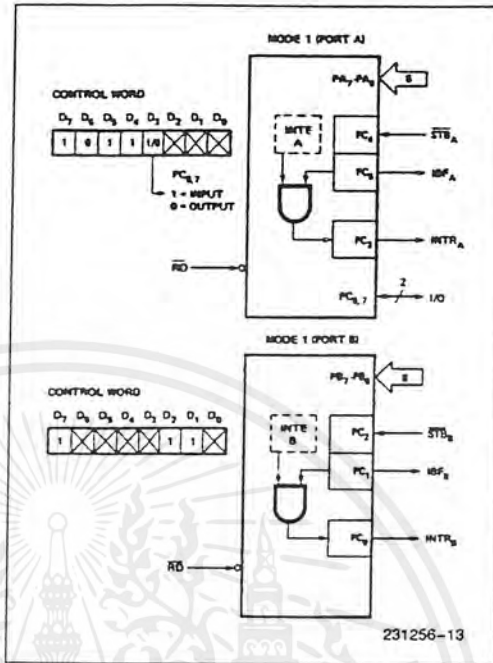 MODE 1 (PORT A)
PA7-PA0
8
CONTROL WORD
D7 D6 D5 D4 D3 D2 D1 D0
1 0 1 1 I/O
PC6,7
1 = INPUT
0 = OUTPUT
INTE
A
PC4
STBA
PC5
IBFA
PC3
INTRA
RD
PC6,7
2
I/O
MODE 1 (PORT B)
PB7-PB0
8
CONTROL WORD
D7 D6 D5 D4 D3 D2 D1 D0
1 1 1
INTE
B
PC2
STBB
PC1
IBFB
PC0
INTRB
RD
231256-13